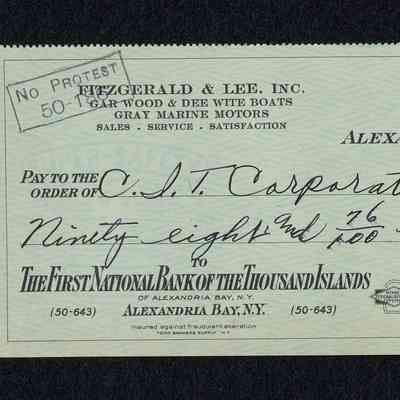 NO PROTEST
FITZGERALD & LEE, INC.
GAR WOOD & DEE WITE BOATS
GRAY MARINE MOTORS
SALES - SERVICE - SATISFACTION
ALEXA
PAY TO THE ORDER OF C. I. T. Corporat
Ninety eight and 76/100
TO
THE FIRST NATIONAL BANK OF THE THOUSAND ISLANDS
OF ALEXANDRIA BAY, N.Y.
(50-643) ALEXANDRIA BAY, N.Y. (50-643)
Insured against fraudulent alteration